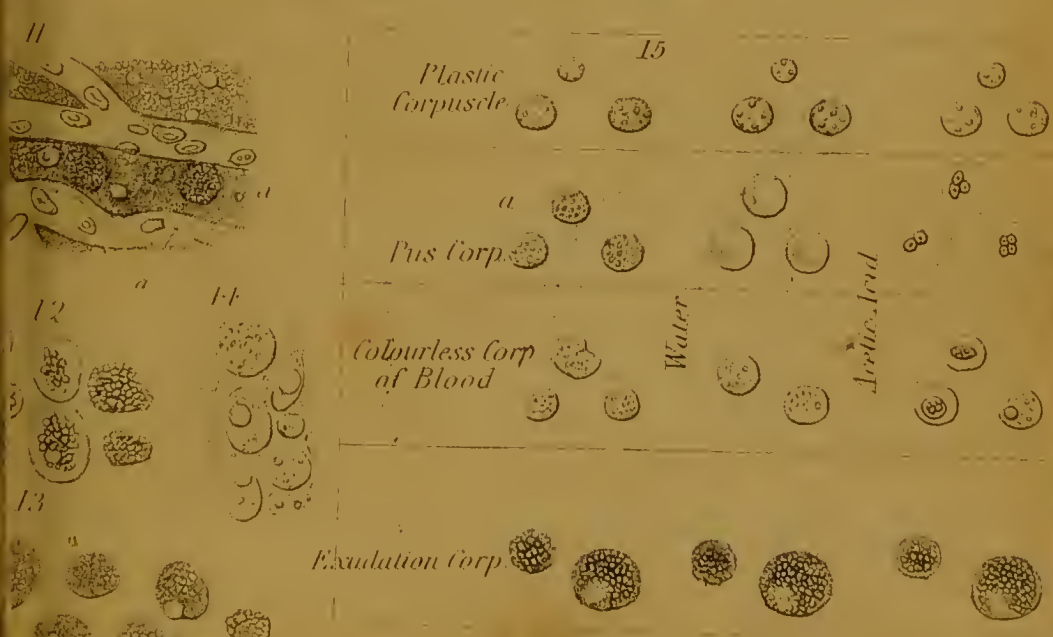 11
15
Plastic
Corpuscle
a
a
Pus Corp.
a
12
14
Water
Acetic Acid
Colourless Corp
of Blood
13
a
Exudation Corp.